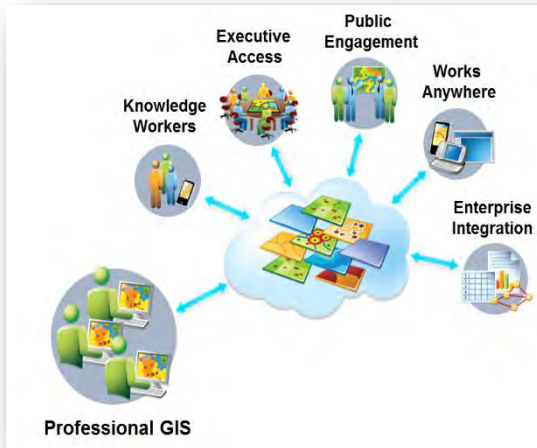 Public
Engagement
Executive
Access
Works
Anywhere
Knowledge
Workers
Enterprise
Integration
Professional GIS